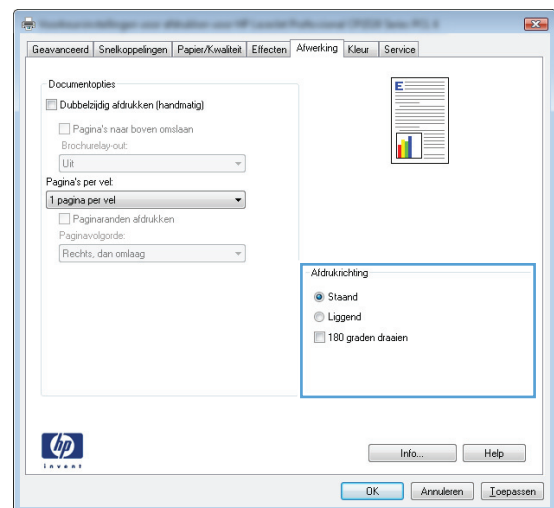 Geavanceerd Snelkoppelingen Papier/Kwaliteit Effecten Afwerking Kleur Service
Documentopties
Dubbelzijdig afdrukken (handmatig)
Pagina's naar boven omslaan
Brochurelay-out:
Uit
Pagina's per vel:
1 pagina per vel
Paginaranden afdrukken
Paginavolgorde:
Rechts, dan omlaag
E
Afdrukrichting
Staand
Liggend
180 graden draaien
hp
invent
Info... Help
OK Annuleren Toepassen